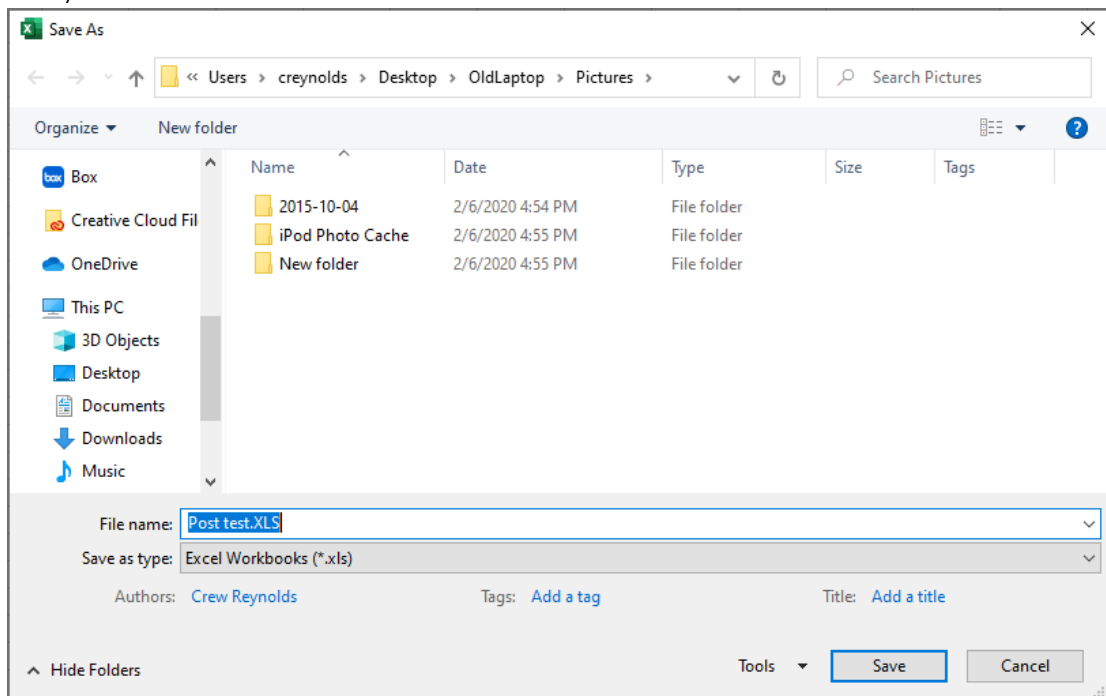 Save As
« Users › creynolds › Desktop › OldLaptop › Pictures ›
Search Pictures
Organize
New folder
?
Name Date Type Size Tags
box Box
Creative Cloud Fil
OneDrive
This PC
3D Objects
Desktop
Documents
Downloads
Music
2015-10-04 2/6/2020 4:54 PM File folder
iPod Photo Cache 2/6/2020 4:55 PM File folder
New folder 2/6/2020 4:55 PM File folder
File name: Post test.XLS
Save as type: Excel Workbooks (*.xls)
Authors: Crew Reynolds Tags: Add a tag Title: Add a title
Hide Folders
Tools Save Cancel